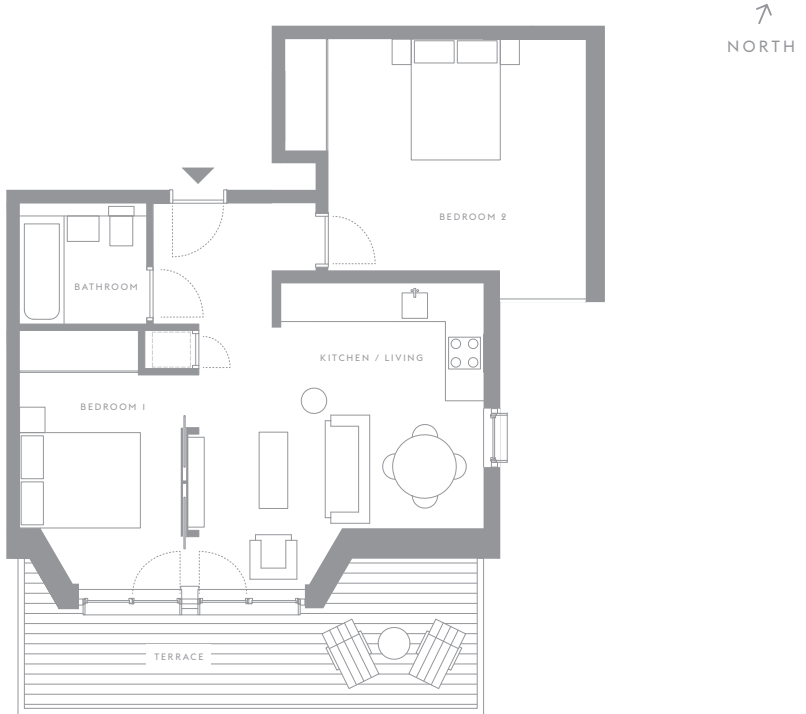 NORTH
BEDROOM 2
BATHROOM
KITCHEN / LIVING
BEDROOM 1
TERRACE